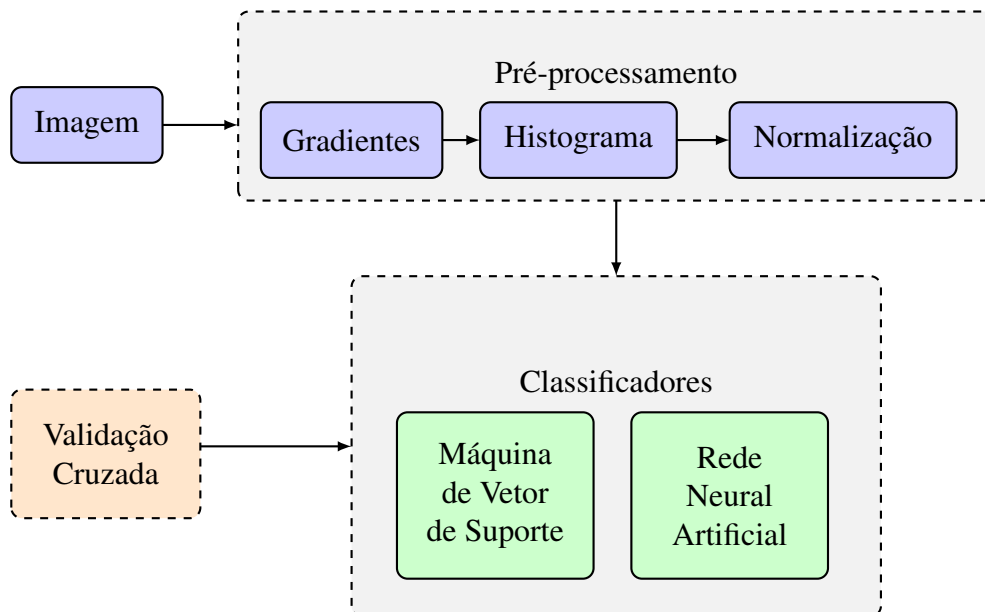 Pré-processamento
Imagem
Gradientes
Histograma
Normalização
Classificadores
Validação
Cruzada
Máquina
de Vetor
de Suporte
Rede
Neural
Artificial